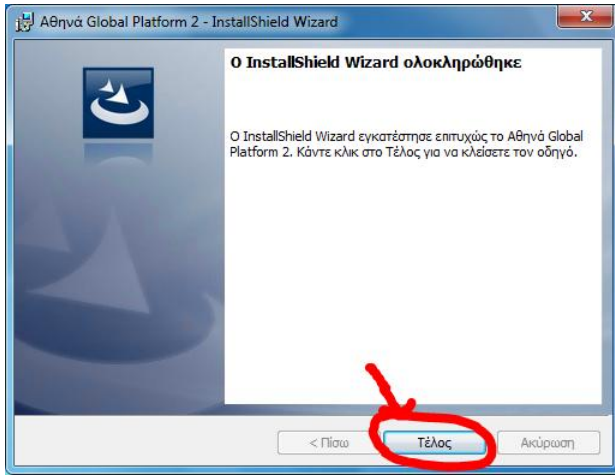 Αθηνά Global Platform 2 - InstallShield Wizard
Ο InstallShield Wizard ολοκληρώθηκε
Ο InstallShield Wizard εγκατέστησε επιτυχώς το Αθηνά Global
Platform 2. Κάντε κλικ στο Τέλος για να κλείσετε τον οδηγό.
< Πίσω
Τέλος
Ακύρωση